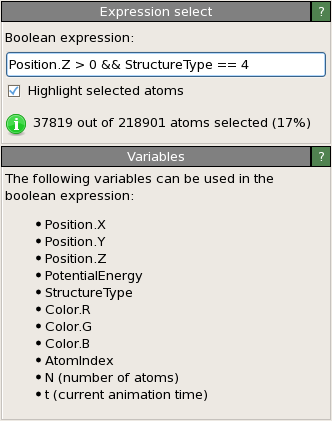 Expression select
?
Boolean expression:
Position.Z > 0 && StructureType == 4
Highlight selected atoms
37819 out of 218901 atoms selected (17%)
Variables
?
The following variables can be used in the
boolean expression:
• Position.X
• Position.Y
• Position.Z
• PotentialEnergy
• StructureType
• Color.R
• Color.G
• Color.B
• AtomIndex
• N (number of atoms)
• t (current animation time)